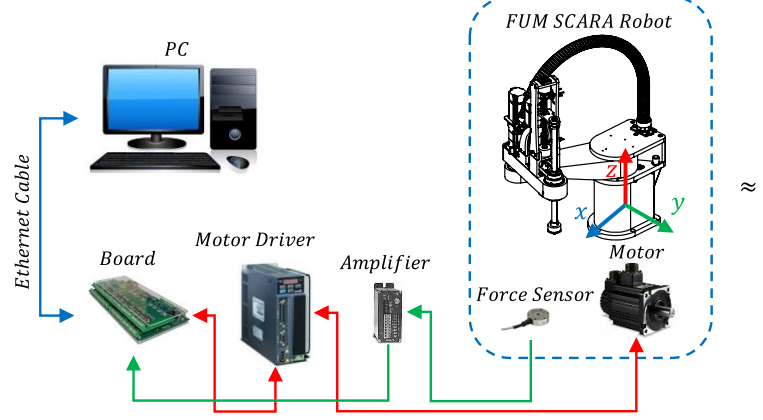 FUM SCARA Robot
PC
≈
z
x
y
Ethernet Cable
Motor Driver
Motor
Board
Amplifier
Force Sensor